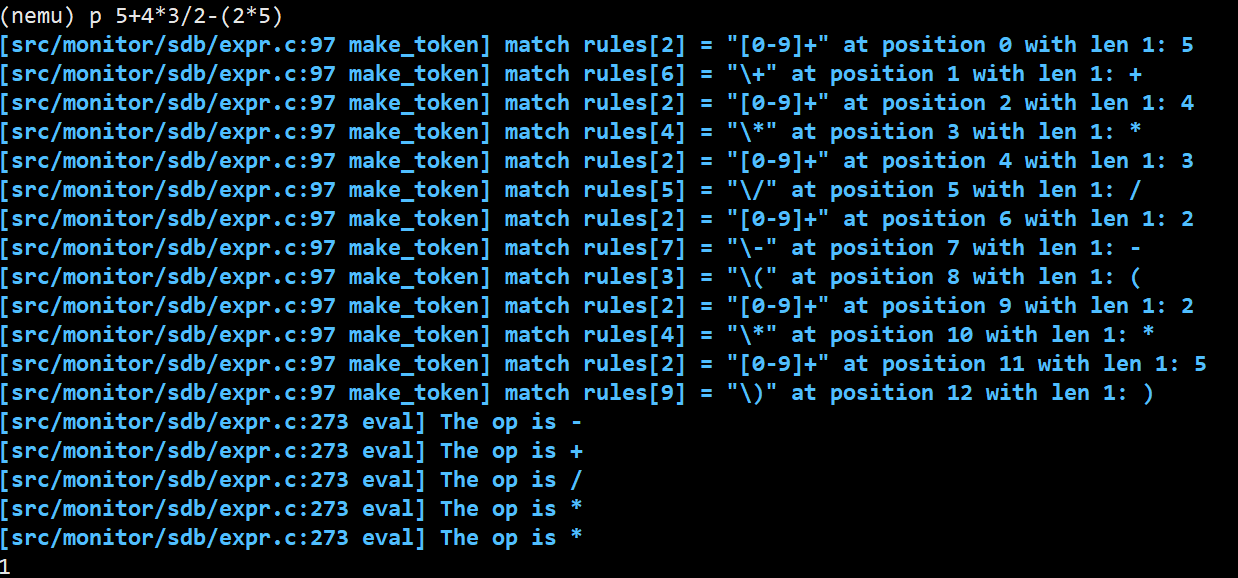 (nemu) p 5+4*3/2-(2*5)
[src/monitor/sdb/expr.c:97 make_token] match rules[2] = "[0-9]+" at position 0 with len 1: 5
[src/monitor/sdb/expr.c:97 make_token] match rules[6] = "\+" at position 1 with len 1: +
[src/monitor/sdb/expr.c:97 make_token] match rules[2] = "[0-9]+" at position 2 with len 1: 4
[src/monitor/sdb/expr.c:97 make_token] match rules[4] = "\*" at position 3 with len 1: *
[src/monitor/sdb/expr.c:97 make_token] match rules[2] = "[0-9]+" at position 4 with len 1: 3
[src/monitor/sdb/expr.c:97 make_token] match rules[5] = "\/" at position 5 with len 1: /
[src/monitor/sdb/expr.c:97 make_token] match rules[2] = "[0-9]+" at position 6 with len 1: 2
[src/monitor/sdb/expr.c:97 make_token] match rules[7] = "\-" at position 7 with len 1: -
[src/monitor/sdb/expr.c:97 make_token] match rules[3] = "\(" at position 8 with len 1: (
[src/monitor/sdb/expr.c:97 make_token] match rules[2] = "[0-9]+" at position 9 with len 1: 2
[src/monitor/sdb/expr.c:97 make_token] match rules[4] = "\*" at position 10 with len 1: *
[src/monitor/sdb/expr.c:97 make_token] match rules[2] = "[0-9]+" at position 11 with len 1: 5
[src/monitor/sdb/expr.c:97 make_token] match rules[9] = "\)" at position 12 with len 1: )
[src/monitor/sdb/expr.c:273 eval] The op is -
[src/monitor/sdb/expr.c:273 eval] The op is +
[src/monitor/sdb/expr.c:273 eval] The op is /
[src/monitor/sdb/expr.c:273 eval] The op is *
[src/monitor/sdb/expr.c:273 eval] The op is *
1